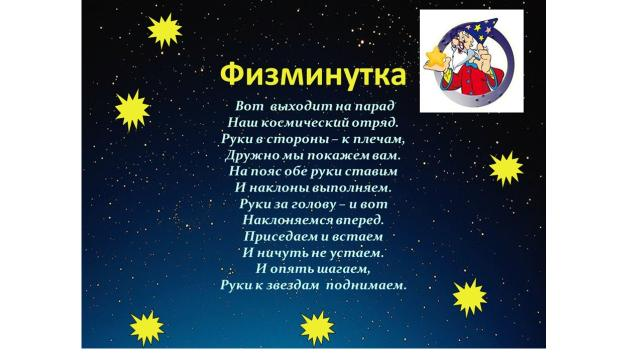 Физминутка
Вот выходит на парад
Наш космический отряд.
Руки в стороны – к плечам,
Дружно мы покажем вам.
На пояс обе руки ставим
И наклоны выполняем.
Руки за голову – и вот
Наклоняемся вперед.
Приседаем и встаем
И ничуть не устаем.
И опять шагаем,
Руки к звездам поднимаем.